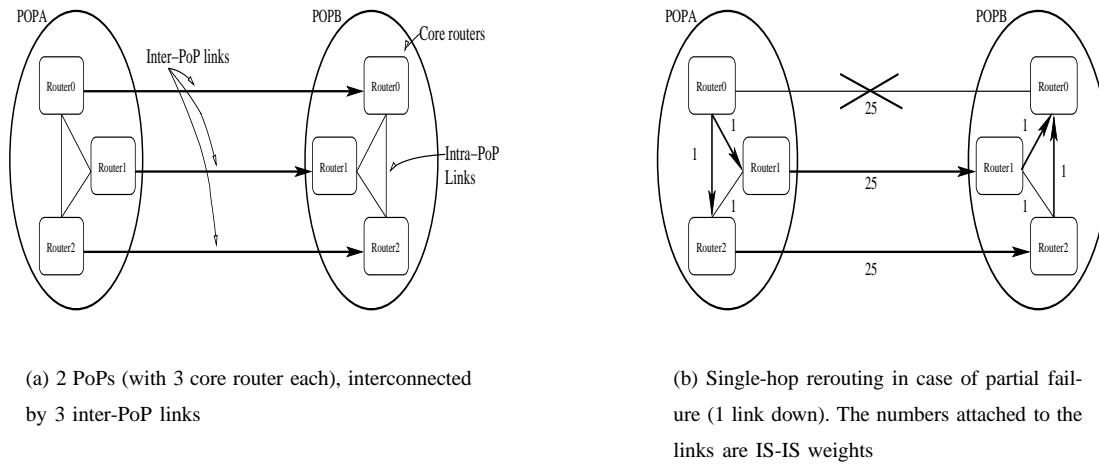 POPA
POPB
Core routers
Inter–PoP links
Router0
Router0
Router1
Router1
Intra–PoP
Links
Router2
Router2
(a) 2 PoPs (with 3 core router each), interconnected
by 3 inter-PoP links
POPA
POPB
Router0
Router0
25
1
1
1
1
Router1
Router1
25
1
1
Router2
Router2
25
(b) Single-hop rerouting in case of partial fail-
ure (1 link down). The numbers attached to the
links are IS-IS weights